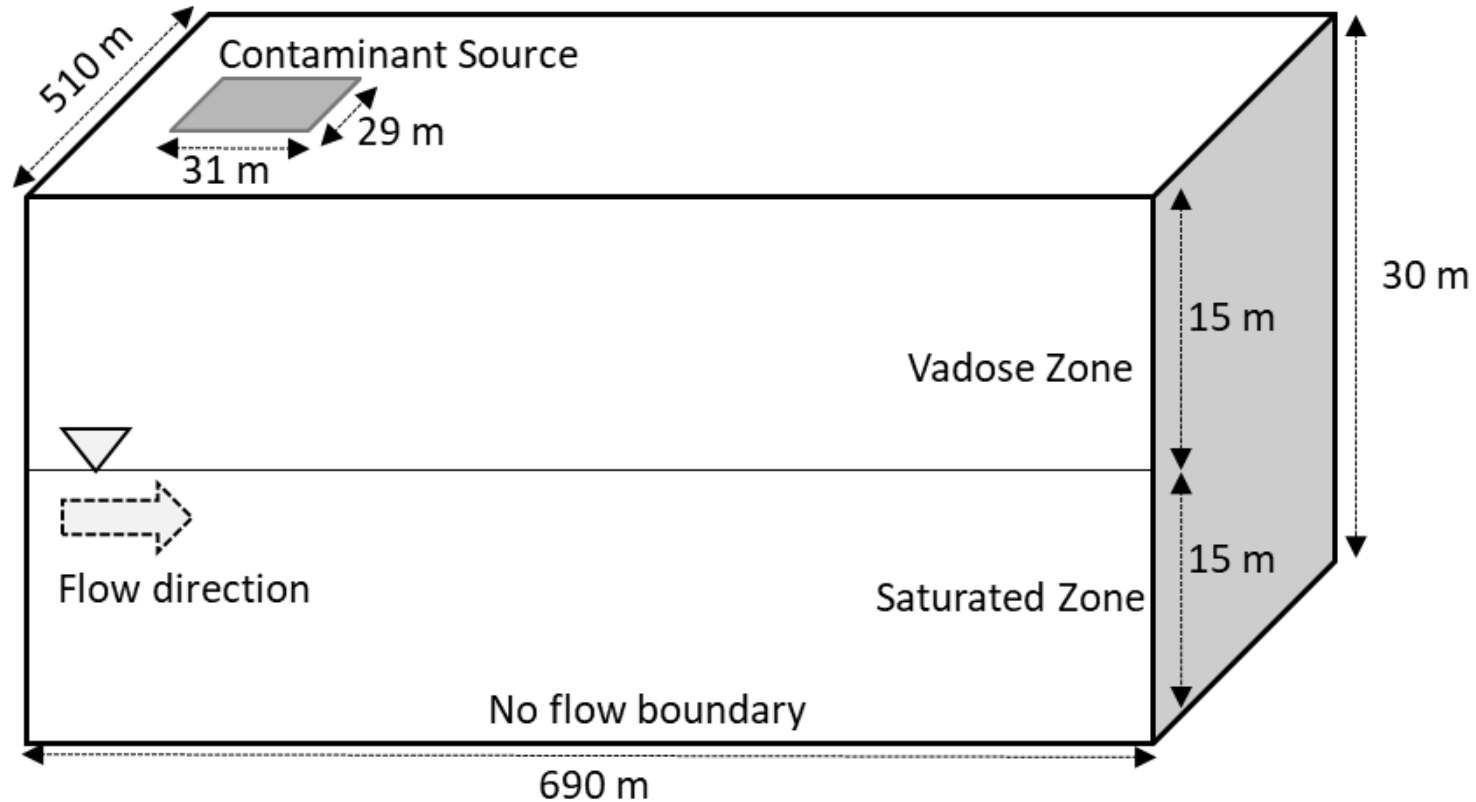 510 m
Contaminant Source
29 m
31 m
30 m
15 m
Vadose Zone
15 m
Flow direction
Saturated Zone
No flow boundary
690 m